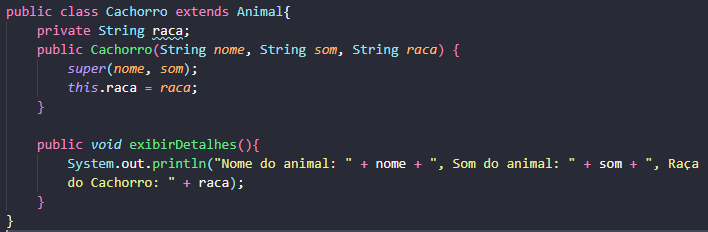 public class Cachorro extends Animal{
    private String raca;
    public Cachorro(String nome, String som, String raca) {
        super(nome, som);
        this.raca = raca;
    }

    public void exibirDetalhes(){
        System.out.println("Nome do animal: " + nome + ", Som do animal: " + som + ", Raça
        do Cachorro: " + raca);
    }
}